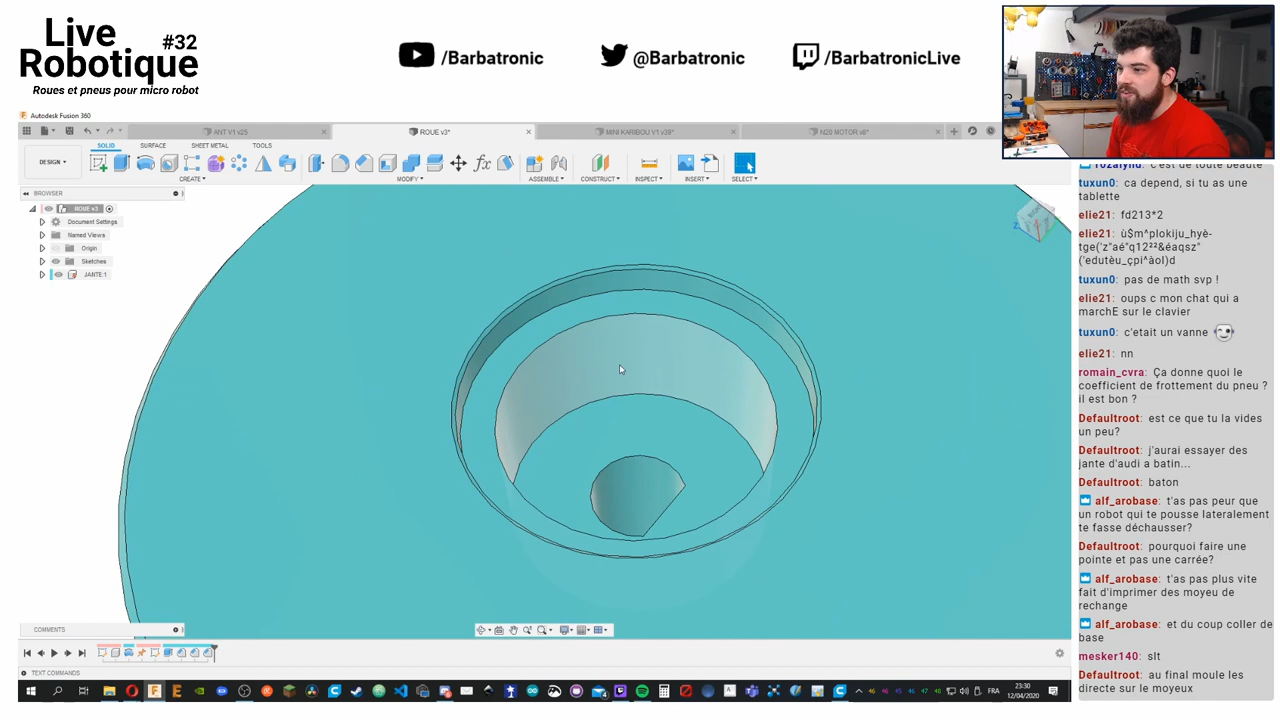 Live
Robotique #32
Roues et pneus pour micro robot
/Barbatronic
@Barbatronic
/BarbatronicLive
Autodesk Fusion 360
ANT V1 v25
ROUE v3*
MINI KARIBOU V1 v39*
N20 MOTOR v6*
DESIGN
SOLID
SURFACE
SHEET METAL
TOOLS
CREATE
MODIFY
ASSEMBLE
CONSTRUCT
INSPECT
INSERT
SELECT
BROWSER
ROUE v3
Document Settings
Named Views
Origin
Sketches
JANTE:1
rozalynd: c'est de toute beauté
tuxun0: ca depend, si tu as une
tablette
elie21: fd213*2
elie21: ù$m^plokiju_hyè-
tge('z"aé"q12²²&éaqsz"
('edutèu_çpi^àol)d
tuxun0: pas de math svp !
elie21: oups c mon chat qui a
marchE sur le clavier
tuxun0: c'etait un vanne
elie21: nn
romain_cvra: Ça donne quoi le
coefficient de frottement du pneu ?
il est bon ?
Defaultroot: est ce que tu la vides
un peu?
Defaultroot: j'aurai essayer des
jante d'audi a batin...
Defaultroot: baton
alf_arobase: t'as pas peur que
un robot qui te pousse lateralement
te fasse déchausser?
Defaultroot: pourquoi faire une
pointe et pas une carrée?
alf_arobase: t'as pas plus vite
fait d'imprimer des moyeu de
rechange
alf_arobase: et du coup coller de
base
mesker140: slt
Defaultroot: au final moule les
directe sur le moyeux
COMMENTS
TEXT COMMANDS
FRA
23:30
12/04/2020